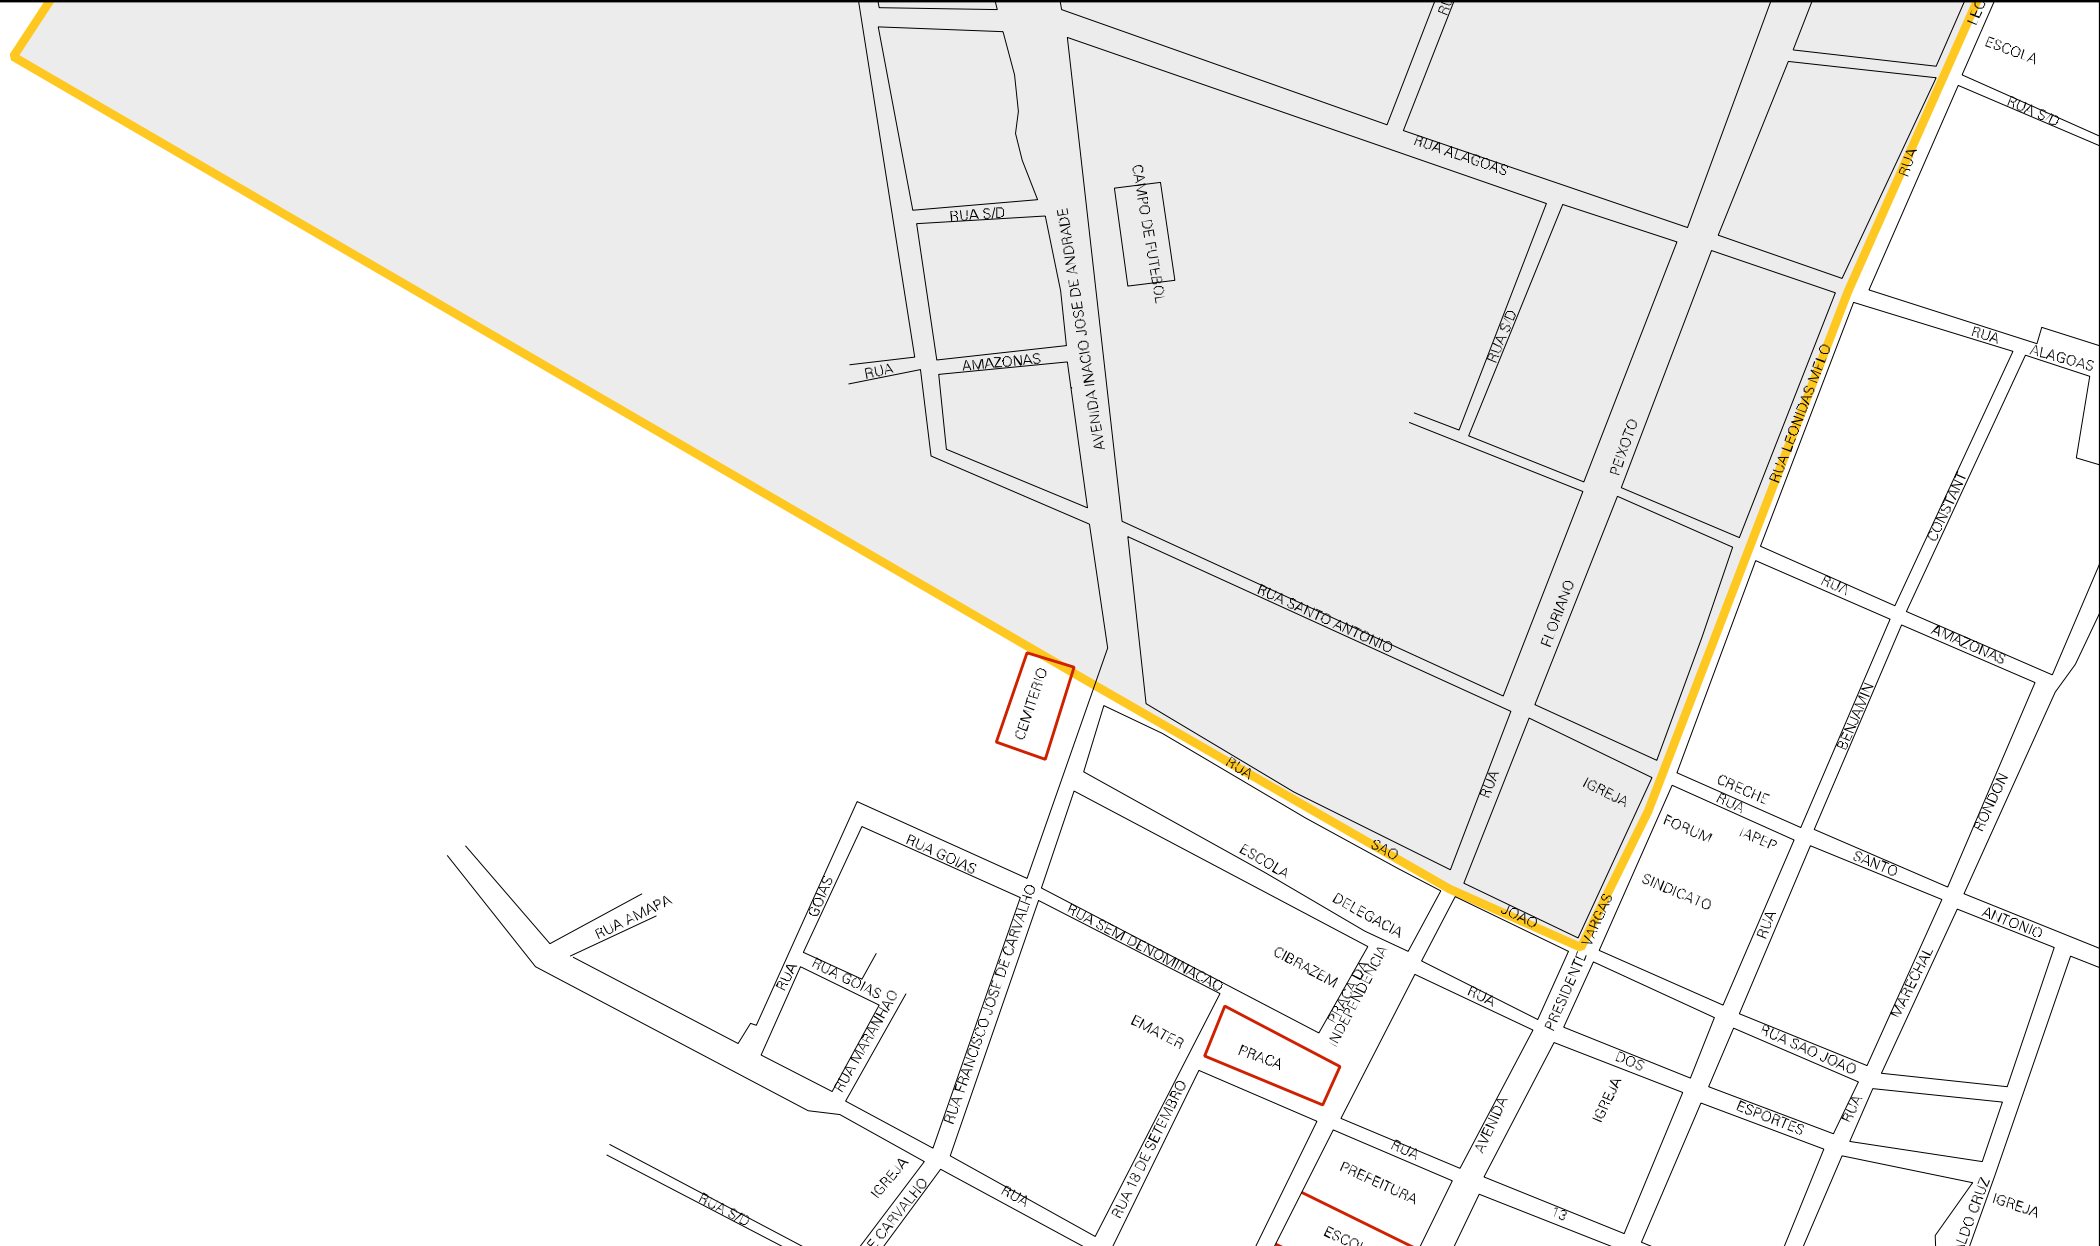 LEO
ESCOLA
RUA S/D
RUA
RUA ALAGOAS
CAMPO DE FUTEBOL
RUA S/D
AVENIDA INACIO JOSE DE ANDRADE
RUA AMAZONAS
RUA S/D
RUA ALAGOAS
RUA LEONIDAS MELO
PEIXOTO
CONSTANT
FLORIANO
RUA SANTO ANTONIO
RUA AMAZONAS
CEMITERIO
BENJAMIN
RUA
RUA
IGREJA
CRECHE
RUA
FORUM
IAPEP
RONDON
SAO
ESCOLA
RUA GOIAS
SANTO
SINDICATO
GOIAS
DELEGACIA
JOAO
VARGAS
RUA
ANTONIO
RUA AMAPA
RUA SEM DENOMINACAO
RUA FRANCISCO JOSE DE CARVALHO
CIBRAZEM
PRACA DA
INDEPENDENCIA
RUA
RUA GOIAS
RUA
PRESIDENTE
MARECHAL
RUA MARANHAO
EMATER
PRACA
DOS
RUA SAO JOAO
IGREJA
ESPORTES
RUA
AVENIDA
RUA 18 DE SETEMBRO
RUA
PREFEITURA
IGREJA
RUA
RUA S/D
E CARVALHO
13
IGREJA
ALDO CRUZ
ESCOL